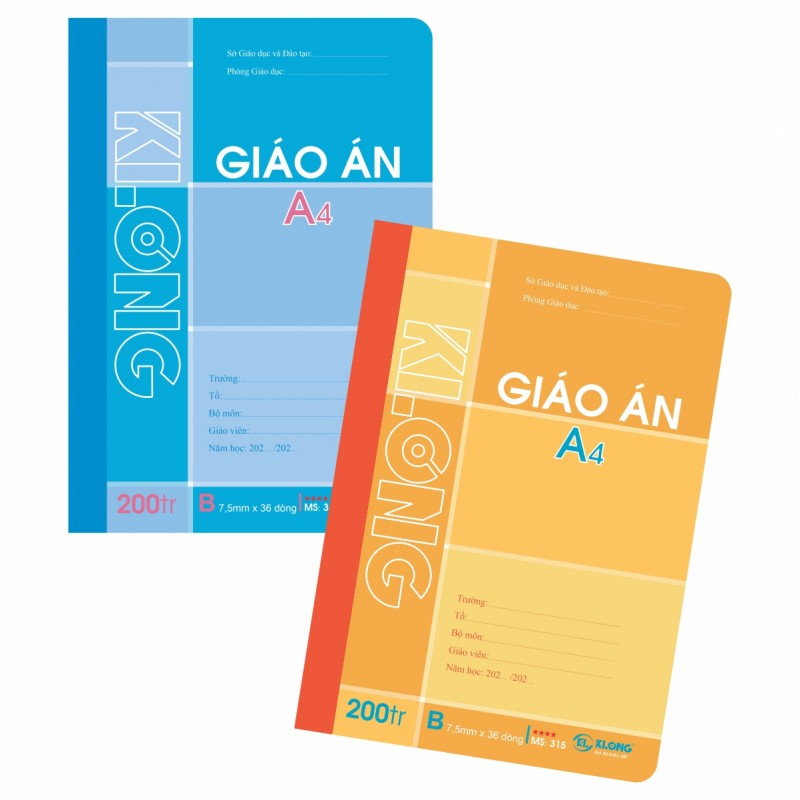 Sở Giáo dục và Đào tạo:
Phòng Giáo dục:
GIÁO ÁN
A4
KLONG
Trường:
Tổ:
Bộ môn:
Giáo viên:
Năm học: 202... /202...
200tr
B 7,5mm x 36 dòng
MS: 3
Sở Giáo dục và Đào tạo:
Phòng Giáo dục:
GIÁO ÁN
A4
KLONG
Trường:
Tổ:
Bộ môn:
Giáo viên:
Năm học: 202... /202...
200tr
B 7,5mm x 36 dòng
MS: 315
KLONG